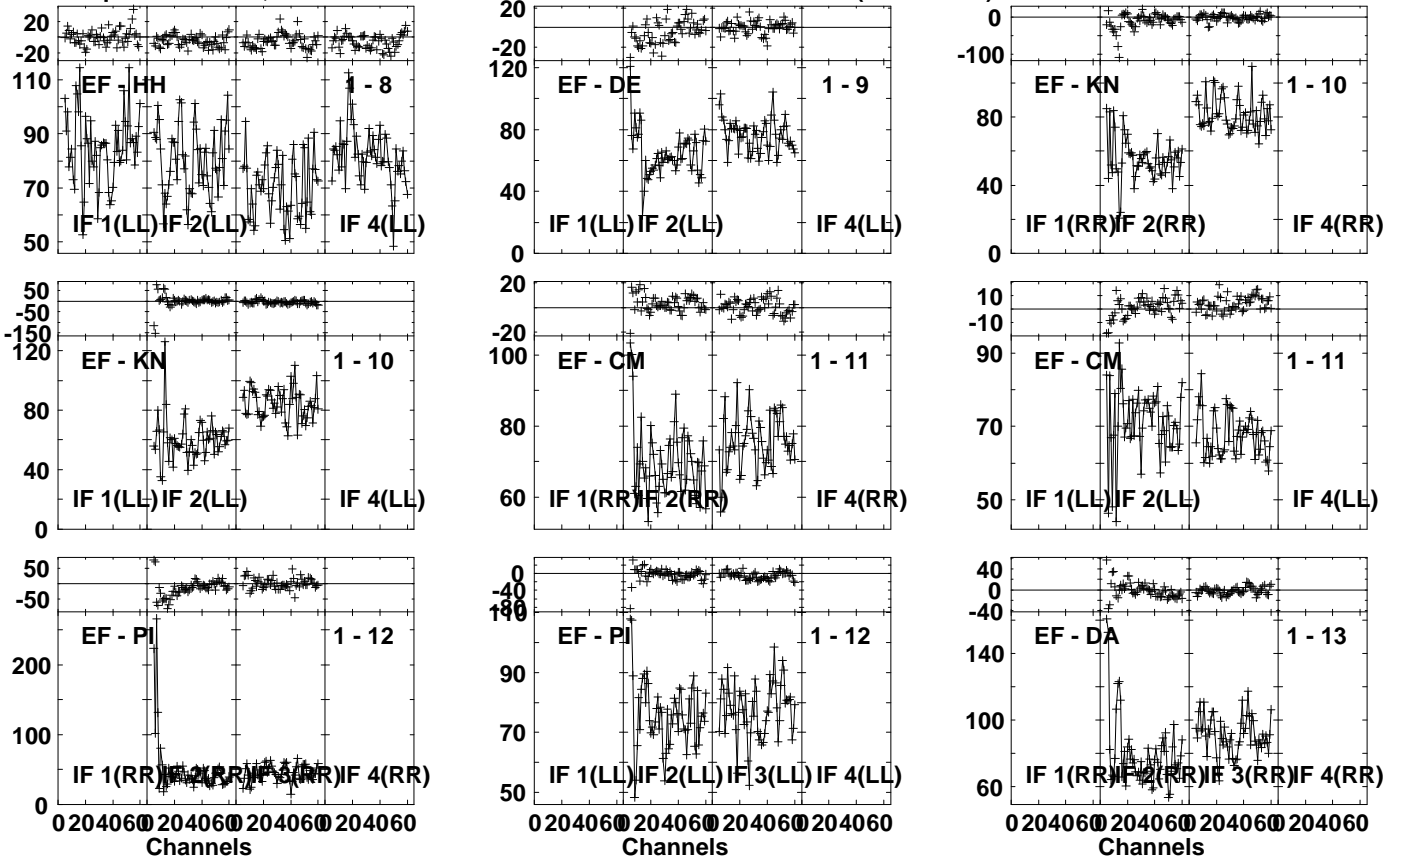 20
-20
110
90
70
50
EF - HH
1 - 8
IF 1(LL) IF 2(LL) IF 4(LL)
20
-20
120
80
40
0
EF - DE
1 - 9
IF 1(LL) IF 2(LL) IF 4(LL)
0
-100
80
40
0
EF - KN
1 - 10
IF 1(RR) IF 2(RR) IF 4(RR)
50
-50
-150
120
80
40
0
EF - KN
1 - 10
IF 1(LL) IF 2(LL) IF 4(LL)
20
-20
100
80
60
EF - CM
1 - 11
IF 1(RR) IF 2(RR) IF 4(RR)
10
-10
90
70
50
EF - CM
1 - 11
IF 1(LL) IF 2(LL) IF 4(LL)
50
-50
200
100
0
EF - PI
1 - 12
IF 1(RR) IF 2(RR) IF 3(RR) IF 4(RR)
0 20 40 60 0 20 40 60 0 20 40 60 0 20 40 60
Channels
0
-40
-80
110
90
70
50
EF - PI
1 - 12
IF 1(LL) IF 2(LL) IF 3(LL) IF 4(LL)
0 20 40 60 0 20 40 60 0 20 40 60 0 20 40 60
Channels
40
0
-40
140
100
60
EF - DA
1 - 13
IF 1(RR) IF 2(RR) IF 3(RR) IF 4(RR)
0 20 40 60 0 20 40 60 0 20 40 60 0 20 40 60
Channels